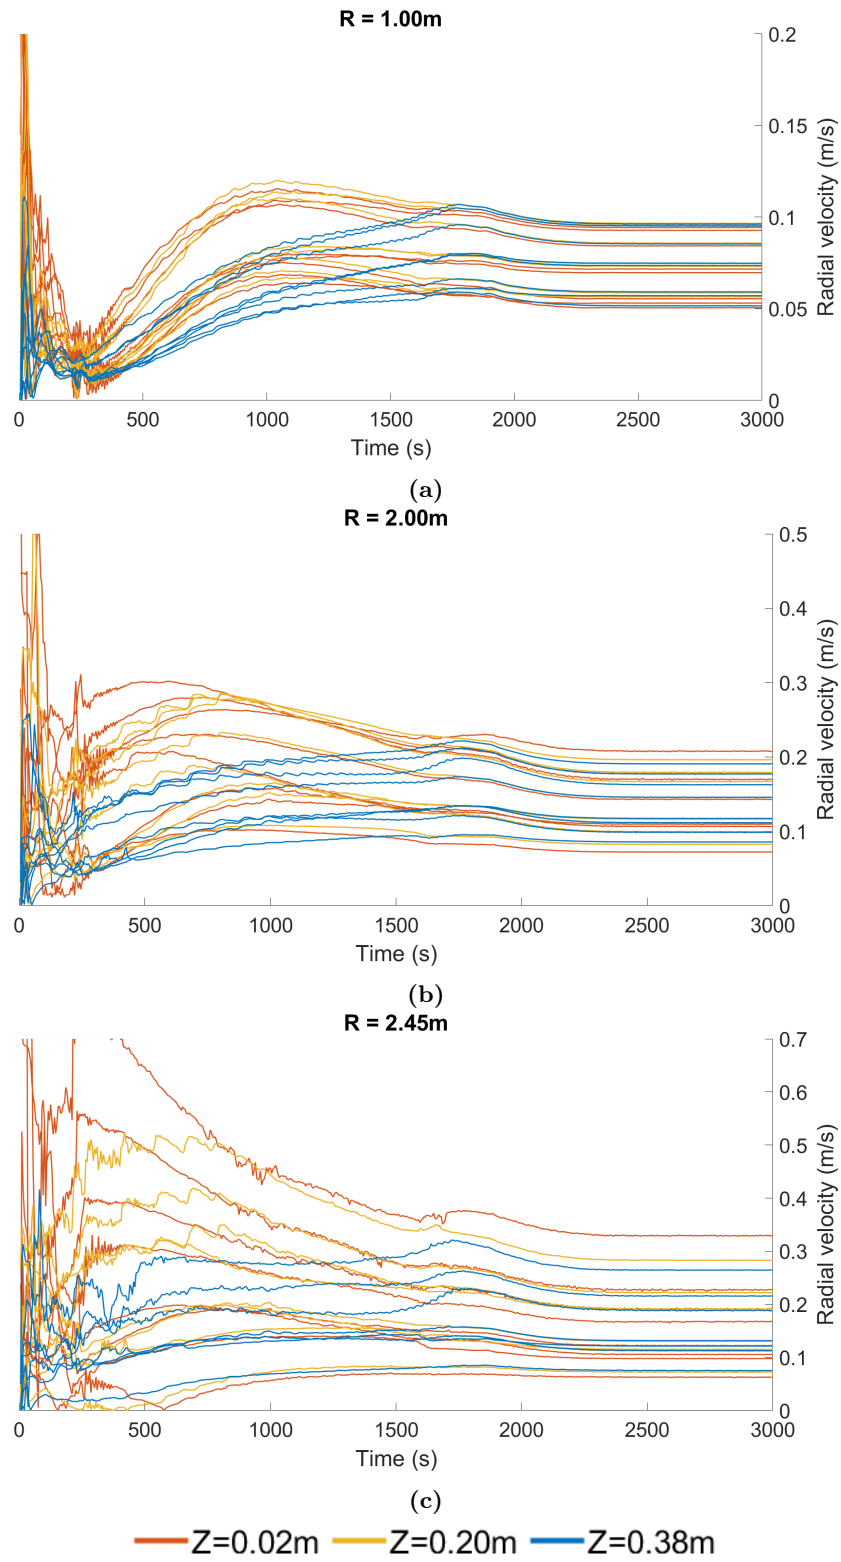 R = 1.00m
0.2
0.15
0.1
0.05
0
Radial velocity (m/s)
0 500 1000 1500 2000 2500 3000
Time (s)
(a)
R = 2.00m
0.5
0.4
0.3
0.2
0.1
0
Radial velocity (m/s)
0 500 1000 1500 2000 2500 3000
Time (s)
(b)
R = 2.45m
0.7
0.6
0.5
0.4
0.3
0.2
0.1
0
Radial velocity (m/s)
0 500 1000 1500 2000 2500 3000
Time (s)
(c)
Z=0.02m Z=0.20m Z=0.38m